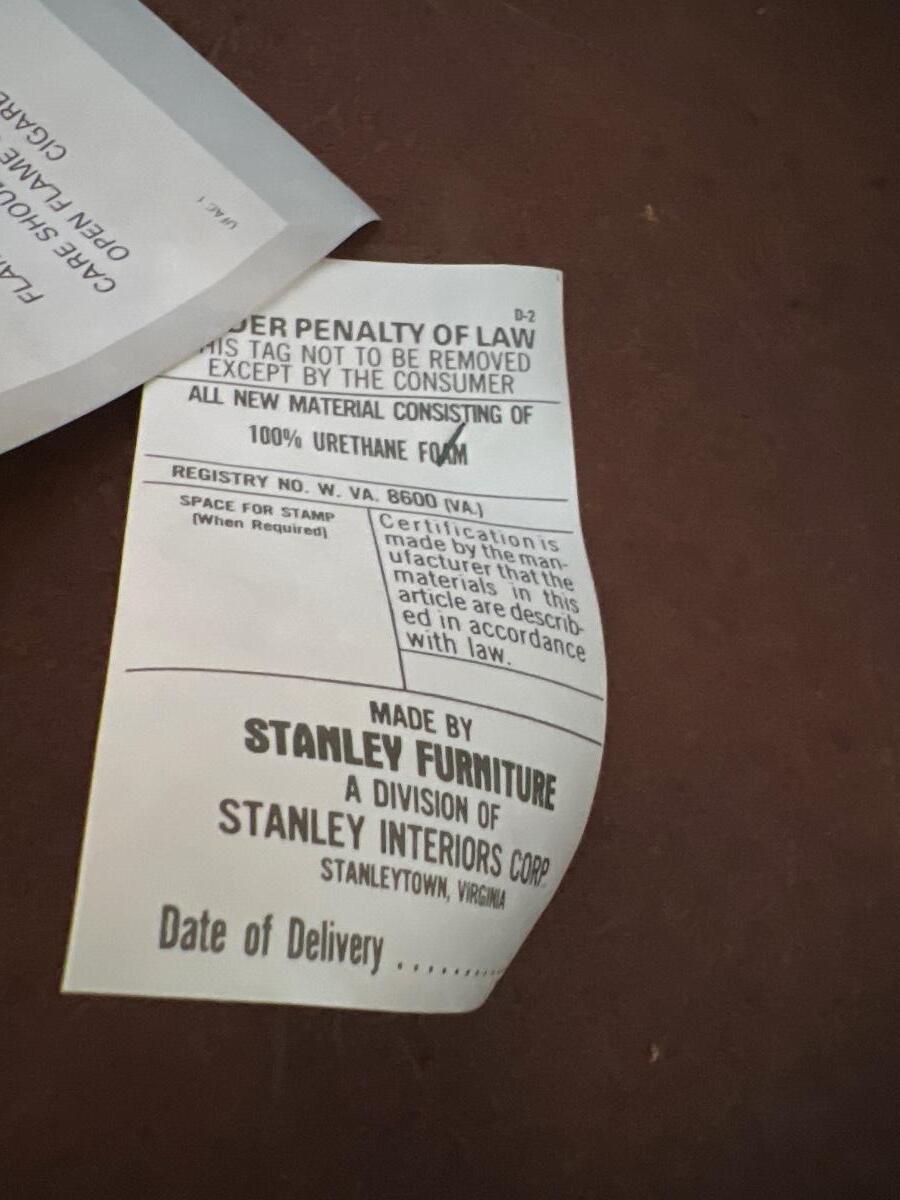 CIGARE
OPEN FLAME
CARE SHOU
FLA
UFAC 1
D-2
DER PENALTY OF LAW
HIS TAG NOT TO BE REMOVED
EXCEPT BY THE CONSUMER
ALL NEW MATERIAL CONSISTING OF
100% URETHANE FOAM
REGISTRY NO. W. VA. 8600 (VA.)
SPACE FOR STAMP
(When Required)
Certification is
made by the man-
ufacturer that the
materials in this
article are describ-
ed in accordance
with law.
MADE BY
STANLEY FURNITURE
A DIVISION OF
STANLEY INTERIORS CORP.
STANLEYTOWN, VIRGINIA
Date of Delivery ..........